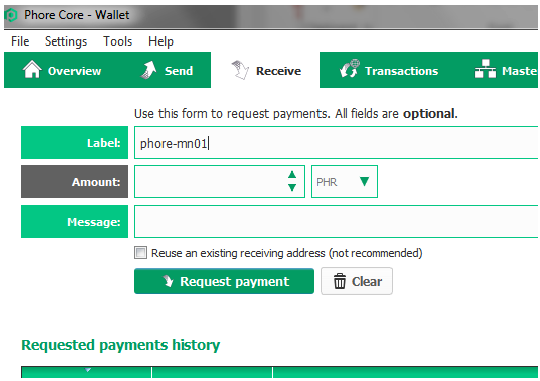 Phore Core - Wallet
File Settings Tools Help
Overview Send Receive Transactions Maste
Use this form to request payments. All fields are optional.
Label: phore-mn01
Amount: PHR
Message:
Reuse an existing receiving address (not recommended)
Request payment Clear
Requested payments history